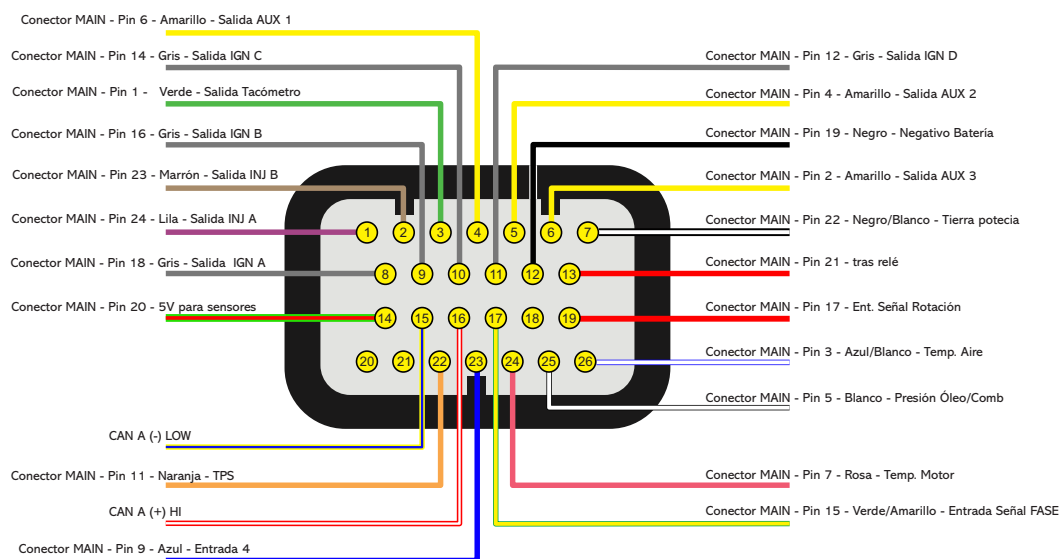 Conector MAIN - Pin 6 - Amarillo - Salida AUX 1
Conector MAIN - Pin 14 - Gris - Salida IGN C
Conector MAIN - Pin 1 - Verde - Salida Tacómetro
Conector MAIN - Pin 16 - Gris - Salida IGN B
Conector MAIN - Pin 23 - Marrón - Salida INJ B
Conector MAIN - Pin 24 - Lila - Salida INJ A
Conector MAIN - Pin 18 - Gris - Salida IGN A
Conector MAIN - Pin 20 - 5V para sensores
CAN A (-) LOW
Conector MAIN - Pin 11 - Naranja - TPS
CAN A (+) HI
Conector MAIN - Pin 9 - Azul - Entrada 4
1 2 3 4 5 6 7
8 9 10 11 12 13
14 15 16 17 18 19
20 21 22 23 24 25 26
Conector MAIN - Pin 12 - Gris - Salida IGN D
Conector MAIN - Pin 4 - Amarillo - Salida AUX 2
Conector MAIN - Pin 19 - Negro - Negativo Batería
Conector MAIN - Pin 2 - Amarillo - Salida AUX 3
Conector MAIN - Pin 22 - Negro/Blanco - Tierra potecia
Conector MAIN - Pin 21 - tras relé
Conector MAIN - Pin 17 - Ent. Señal Rotación
Conector MAIN - Pin 3 - Azul/Blanco - Temp. Aire
Conector MAIN - Pin 5 - Blanco - Presión Óleo/Comb
Conector MAIN - Pin 7 - Rosa - Temp. Motor
Conector MAIN - Pin 15 - Verde/Amarillo - Entrada Señal FASE